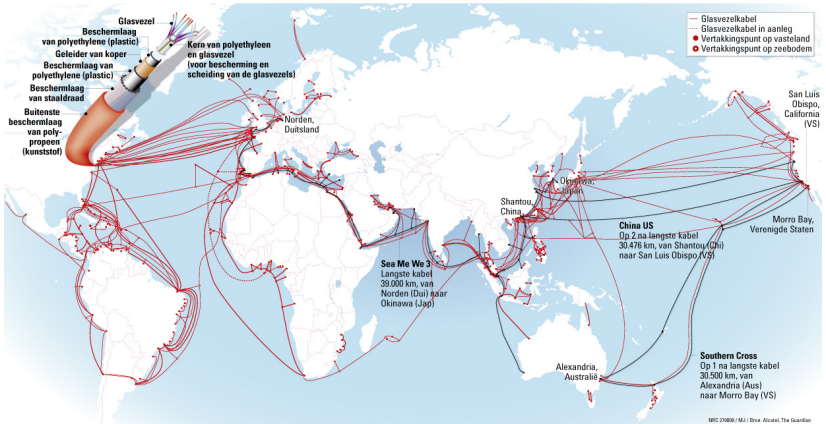 Glasvezel
Beschermlaag
van polyethylene (plastic)
Geleider van koper
Beschermlaag van
polyethylene (plastic)
Beschermlaag
van staaldraad
Buitenste
beschermlaag
van poly-
propeen
(kunststof)
Kern van polyethyleen
en glasvezel
(voor bescherming en
scheiding van de glasvezels)
Glasvezelkabel
Glasvezelkabel in aanleg
Vertakkingspunt op vasteland
Vertakkingspunt op zeebodem
San Luis
Obispo,
California
(VS)
Norden,
Duitsland
Okinawa,
Japan
Shantou,
China
Morro Bay,
Verenigde Staten
China US
Op 2 na langste kabel
30.476 km, van Shantou (Chi)
naar San Luis Obispo (VS)
Sea Me We 3
Langste kabel
39.000 km, van
Norden (Dui) naar
Okinawa (Jap)
Alexandria,
Australië
Southern Cross
Op 1 na langste kabel
30.500 km, van
Alexandria (Aus)
naar Morro Bay (VS)
NRC 270808 / MJ / Bron: Alcatel, The Guardian